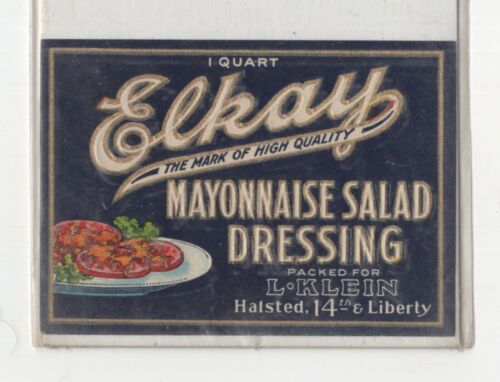 1 QUART
Elkay
THE MARK OF HIGH QUALITY
MAYONNAISE SALAD
DRESSING
PACKED FOR
L•KLEIN
Halsted, 14th & Liberty